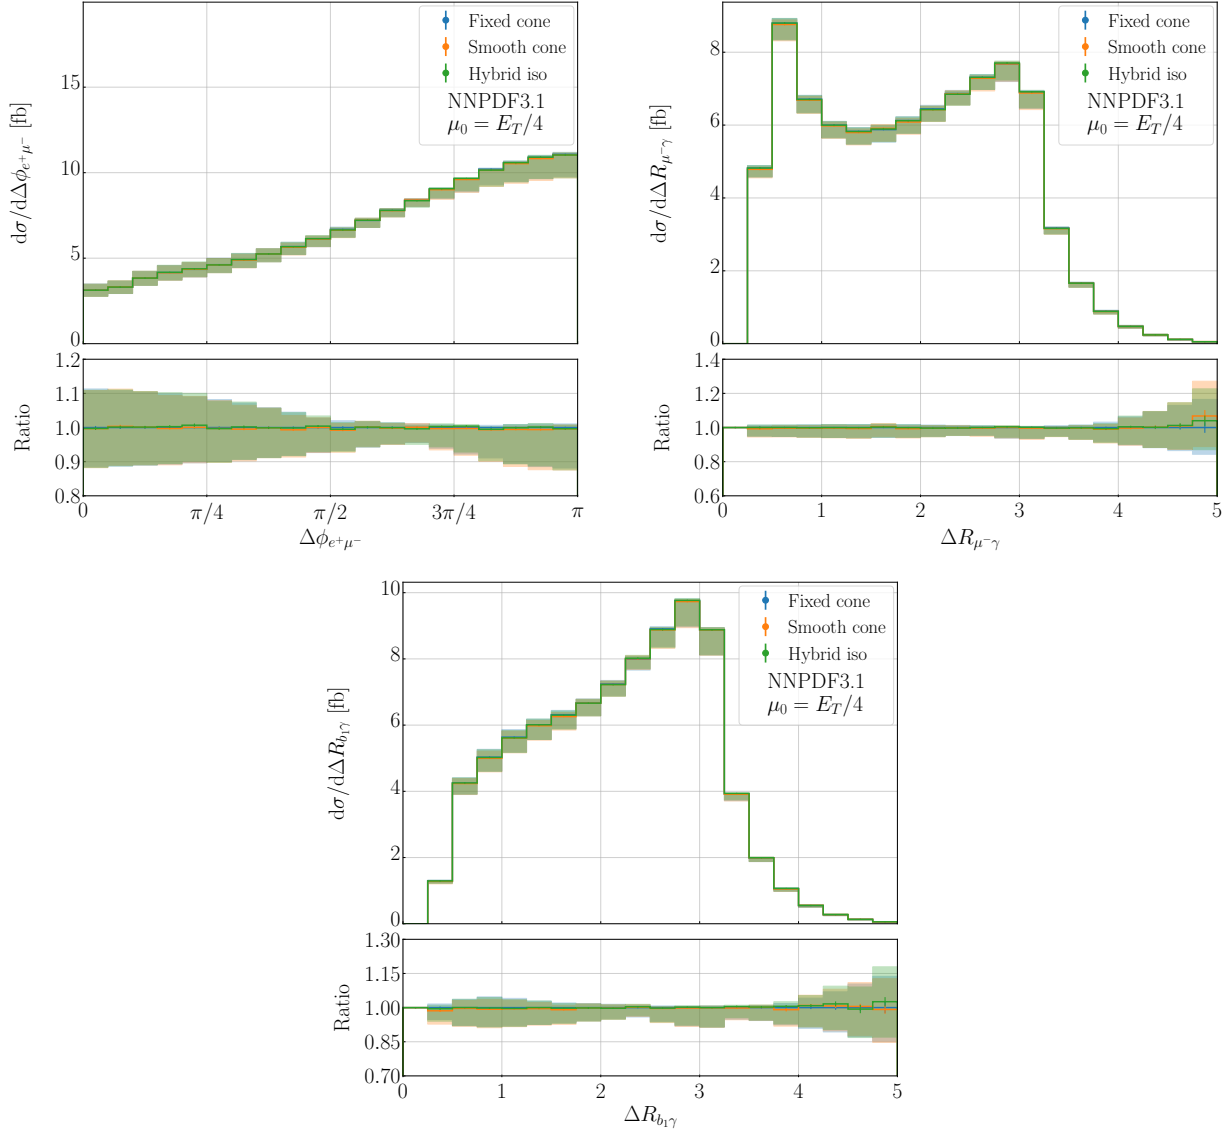 dσ/dΔϕ_{e⁺μ⁻} [fb]
15
10
5
0
Fixed cone
Smooth cone
Hybrid iso
NNPDF3.1
μ₀ = E_T/4
Ratio
1.2
1.1
1.0
0.9
0.8
0 π/4 π/2 3π/4 π
Δϕ_{e⁺μ⁻}
dσ/dΔR_{μ⁻γ} [fb]
8
6
4
2
0
Fixed cone
Smooth cone
Hybrid iso
NNPDF3.1
μ₀ = E_T/4
Ratio
1.4
1.2
1.0
0.8
0.6
0 1 2 3 4 5
ΔR_{μ⁻γ}
dσ/dΔR_{b₁γ} [fb]
10
8
6
4
2
0
Fixed cone
Smooth cone
Hybrid iso
NNPDF3.1
μ₀ = E_T/4
Ratio
1.30
1.15
1.00
0.85
0.70
0 1 2 3 4 5
ΔR_{b₁γ}